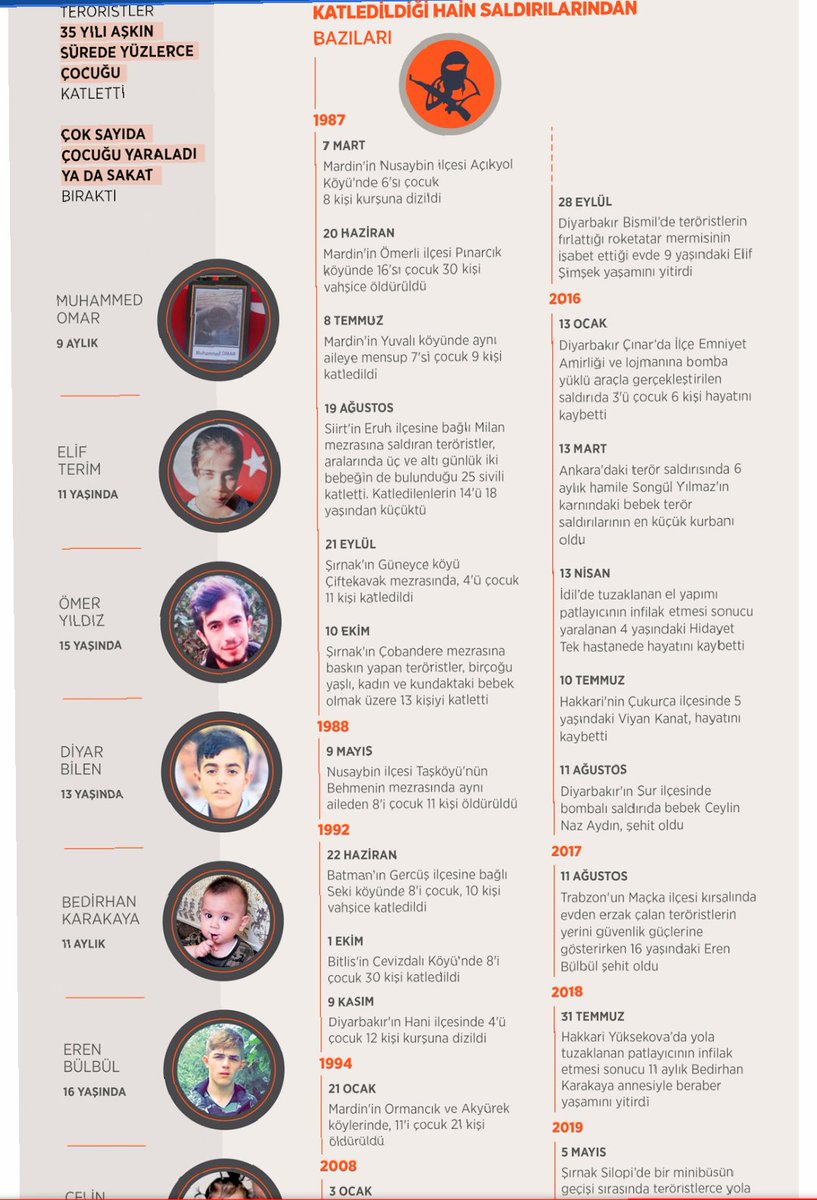 TERÖRİSTLER
35 YILI AŞKIN
SÜREDE YÜZLERCE
ÇOCUĞU
KATLETTİ
ÇOK SAYIDA
ÇOCUĞU YARALADI
YA DA SAKAT
BIRAKTI
MUHAMMED
OMAR
9 AYLIK
Muhammed OMAR
ELİF
TERİM
11 YAŞINDA
ÖMER
YILDIZ
15 YAŞINDA
DİYAR
BİLEN
13 YAŞINDA
BEDİRHAN
KARAKAYA
11 AYLIK
EREN
BÜLBÜL
16 YAŞINDA
KATLEDİLDİĞİ HAİN SALDIRILARINDAN
BAZILARI
1987
7 MART
Mardin'in Nusaybin ilçesi Açıkyol
Köyü'nde 6'sı çocuk
8 kişi kurşuna dizildi
20 HAZİRAN
Mardin'in Ömerli ilçesi Pınarcık
köyünde 16'sı çocuk 30 kişi
vahşice öldürüldü
8 TEMMUZ
Mardin'in Yuvalı köyünde aynı
aileye mensup 7'si çocuk 9 kişi
katledildi
19 AĞUSTOS
Siirt'in Eruh ilçesine bağlı Milan
mezrasına saldıran teröristler,
aralarında üç ve altı günlük iki
bebeğin de bulunduğu 25 sivili
katletti. Katledilenlerin 14'ü 18
yaşından küçüktü
21 EYLÜL
Şırnak'ın Güneyce köyü
Çiftekavak mezrasında, 4'ü çocuk
11 kişi katledildi
10 EKİM
Şırnak'ın Çobandere mezrasına
baskın yapan teröristler, birçoğu
yaşlı, kadın ve kundaktaki bebek
olmak üzere 13 kişiyi katletti
1988
9 MAYIS
Nusaybin ilçesi Taşköyü'nün
Behmenin mezrasında aynı
aileden 8'i çocuk 11 kişi öldürüldü
1992
22 HAZİRAN
Batman'ın Gercüş ilçesine bağlı
Seki köyünde 8'i çocuk, 10 kişi
vahşice katledildi
1 EKİM
Bitlis'in Cevizdalı Köyü'nde 8'i
çocuk 30 kişi katledildi
9 KASIM
Diyarbakır'ın Hani ilçesinde 4'ü
çocuk 12 kişi kurşuna dizildi
1994
21 OCAK
Mardin'in Ormancık ve Akyürek
köylerinde, 11'i çocuk 21 kişi
öldürüldü
2008
3 OCAK
28 EYLÜL
Diyarbakır Bismil'de teröristlerin
fırlattığı roketatar mermisinin
isabet ettiği evde 9 yaşındaki Elif
Şimşek yaşamını yitirdi
2016
13 OCAK
Diyarbakır Çınar'da İlçe Emniyet
Amirliği ve lojmanına bomba
yüklü araçla gerçekleştirilen
saldırıda 3'ü çocuk 6 kişi hayatını
kaybetti
13 MART
Ankara'daki terör saldırısında 6
aylık hamile Songül Yılmaz'ın
karnındaki bebek terör
saldırılarının en küçük kurbanı
oldu
13 NİSAN
İdil'de tuzaklanan el yapımı
patlayıcının infilak etmesi sonucu
yaralanan 4 yaşındaki Hidayet
Tek hastanede hayatını kaybetti
10 TEMMUZ
Hakkari'nin Çukurca ilçesinde 5
yaşındaki Viyan Kanat, hayatını
kaybetti
11 AĞUSTOS
Diyarbakır'ın Sur ilçesinde
bombalı saldırıda bebek Ceylin
Naz Aydın, şehit oldu
2017
11 AĞUSTOS
Trabzon'un Maçka ilçesi kırsalında
evden erzak çalan teröristlerin
yerini güvenlik güçlerine
gösterirken 16 yaşındaki Eren
Bülbül şehit oldu
2018
31 TEMMUZ
Hakkari Yüksekova'da yola
tuzaklanan patlayıcının infilak
etmesi sonucu 11 aylık Bedirhan
Karakaya annesiyle beraber
yaşamını yitirdi
2019
5 MAYIS
Şırnak Silopi'de bir minibüsün
geçişi sırasında teröristlerce yola